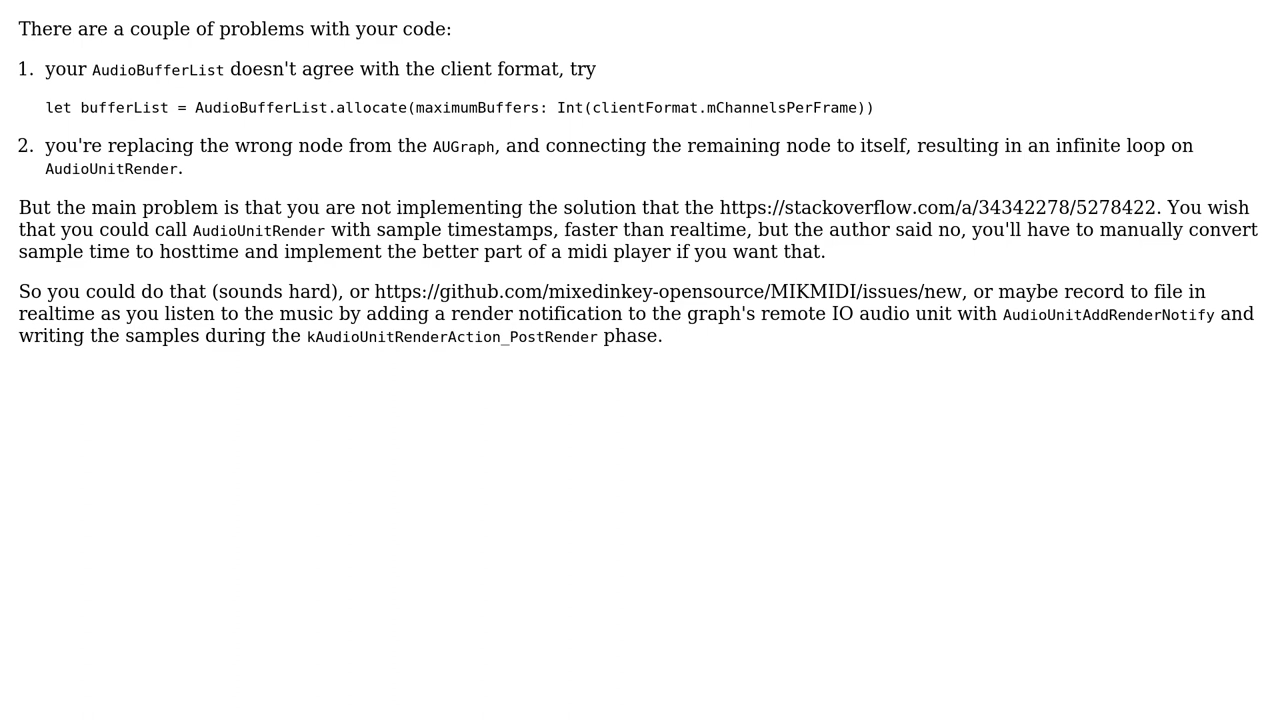 There are a couple of problems with your code:
1. your AudioBufferList doesn't agree with the client format, try
let bufferList = AudioBufferList.allocate(maximumBuffers: Int(clientFormat.mChannelsPerFrame))
2. you're replacing the wrong node from the AUGraph, and connecting the remaining node to itself, resulting in an infinite loop on
AudioUnitRender.
But the main problem is that you are not implementing the solution that the https://stackoverflow.com/a/34342278/5278422. You wish
that you could call AudioUnitRender with sample timestamps, faster than realtime, but the author said no, you'll have to manually convert
sample time to hosttime and implement the better part of a midi player if you want that.
So you could do that (sounds hard), or https://github.com/mixedinkey-opensource/MIKMIDI/issues/new, or maybe record to file in
realtime as you listen to the music by adding a render notification to the graph's remote IO audio unit with AudioUnitAddRenderNotify and
writing the samples during the kAudioUnitRenderAction_PostRender phase.